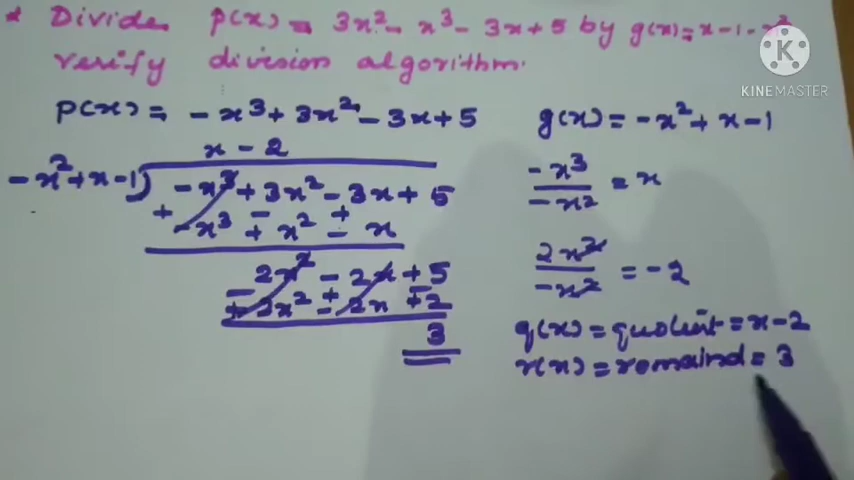 * Divide p(x) = 3x² - x³ - 3x + 5 by g(x) = x - 1 - x²
verify division algorithm.
KINEMASTER
p(x) = -x³ + 3x² - 3x + 5
g(x) = -x² + x - 1
x - 2
-x² + x - 1) -x³ + 3x² - 3x + 5
+ - +
-x³ + x² - x
2x² - 2x + 5
- + -
+ 2x² - 2x + 2
3
-x³ / -x² = x
2x² / -x² = -2
q(x) = quotient = x - 2
r(x) = remaind = 3